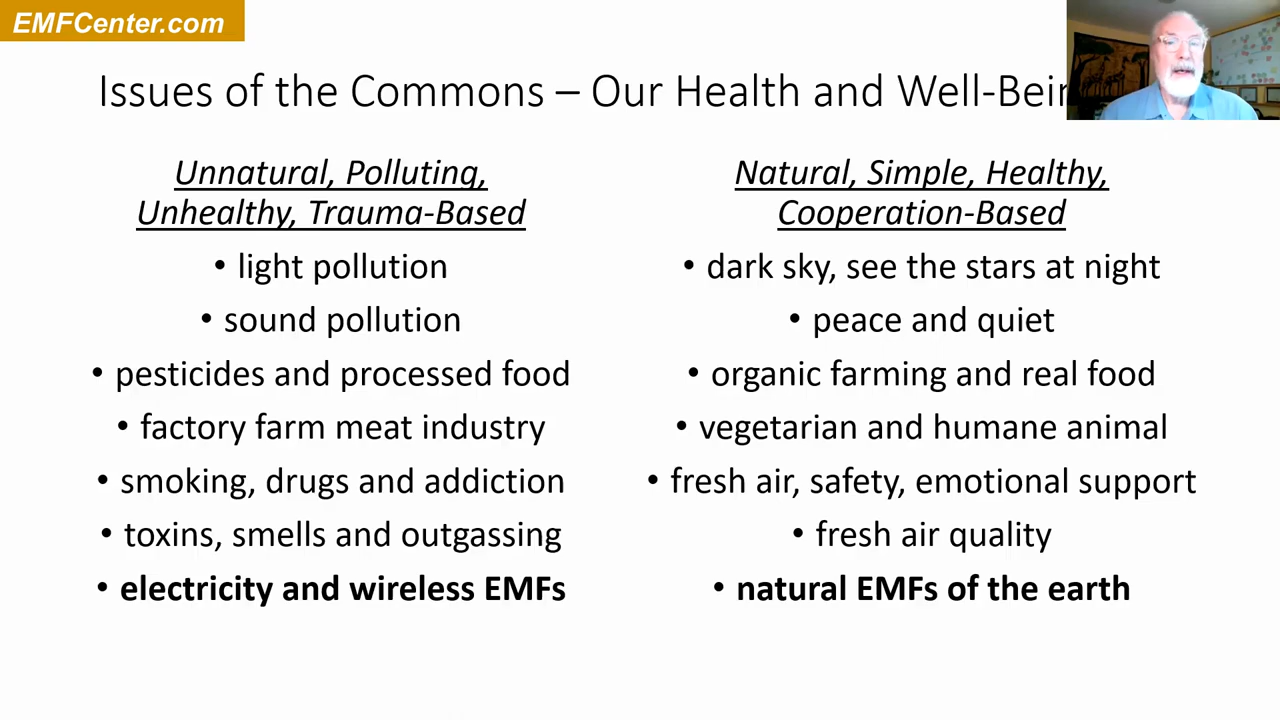 EMFCenter.com
Issues of the Commons – Our Health and Well-Bein
Unnatural, Polluting,
Unhealthy, Trauma-Based
• light pollution
• sound pollution
• pesticides and processed food
• factory farm meat industry
• smoking, drugs and addiction
• toxins, smells and outgassing
• electricity and wireless EMFs
Natural, Simple, Healthy,
Cooperation-Based
• dark sky, see the stars at night
• peace and quiet
• organic farming and real food
• vegetarian and humane animal
• fresh air, safety, emotional support
• fresh air quality
• natural EMFs of the earth